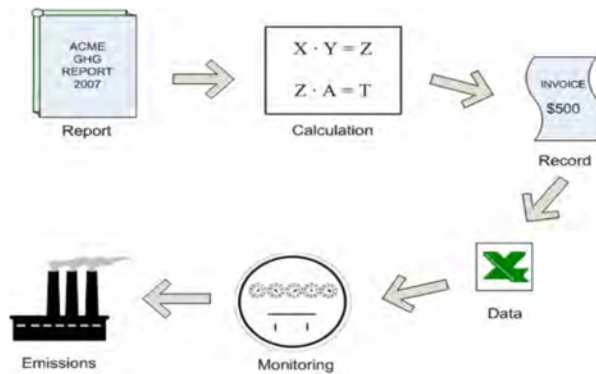 ACME
GHG
REPORT
2007
Report
X · Y = Z
Z · A = T
Calculation
INVOICE
$500
Record
Data
Monitoring
Emissions